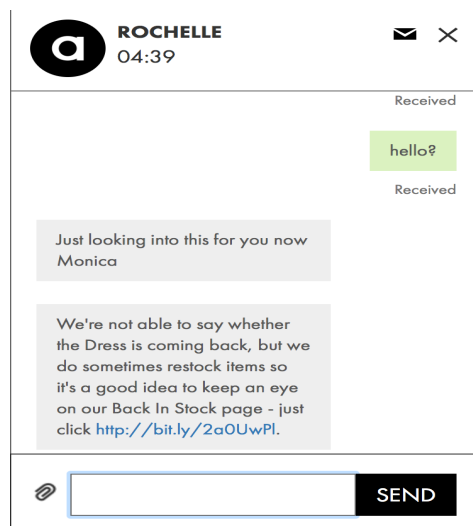 a
ROCHELLE
04:39
Received
hello?
Received
Just looking into this for you now
Monica
We're not able to say whether
the Dress is coming back, but we
do sometimes restock items so
it's a good idea to keep an eye
on our Back In Stock page - just
click http://bit.ly/2a0UwPl.
SEND